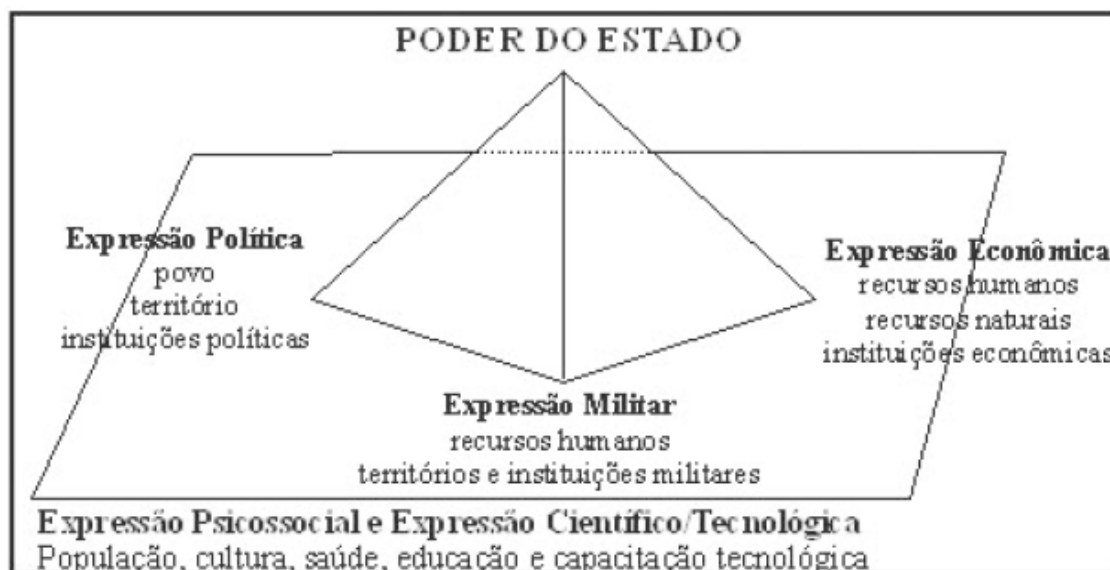 PODER DO ESTADO
Expressão Política
povo
território
instituições políticas
Expressão Econômica
recursos humanos
recursos naturais
instituições econômicas
Expressão Militar
recursos humanos
territórios e instituições militares
Expressão Psicossocial e Expressão Científico/Tecnológica
População, cultura, saúde, educação e capacitação tecnológica